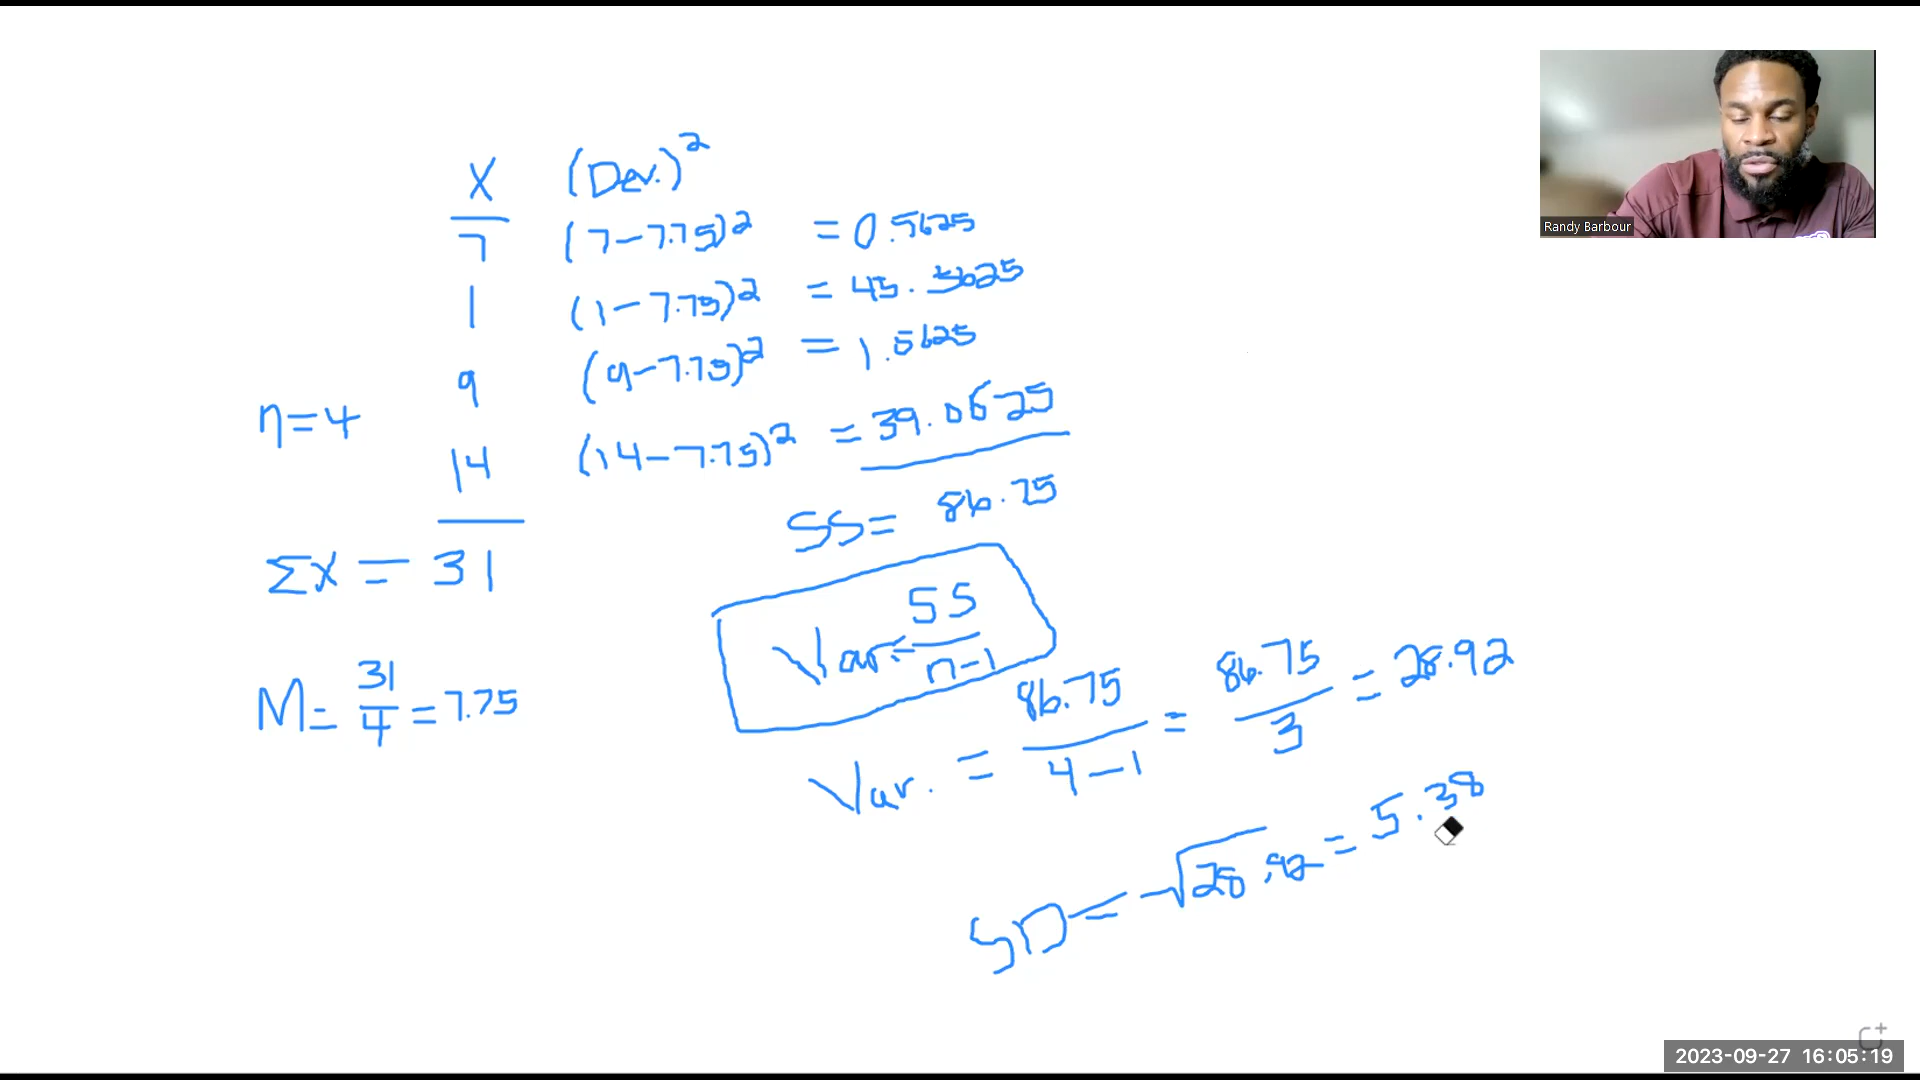 X (Dev.)²
7 (7-7.75)² = 0.5625
1 (1-7.75)² = 45.5625
9 (9-7.75)² = 1.5625
n=4
14 (14-7.75)² = 39.0625
SS= 86.75
Σx = 31
Var.= SS/n-1
M= 31/4 = 7.75
Var. = 86.75/4-1 = 86.75/3 = 28.92
SD= √28.92 = 5.38
Randy Barbour
2023-09-27 16:05:19